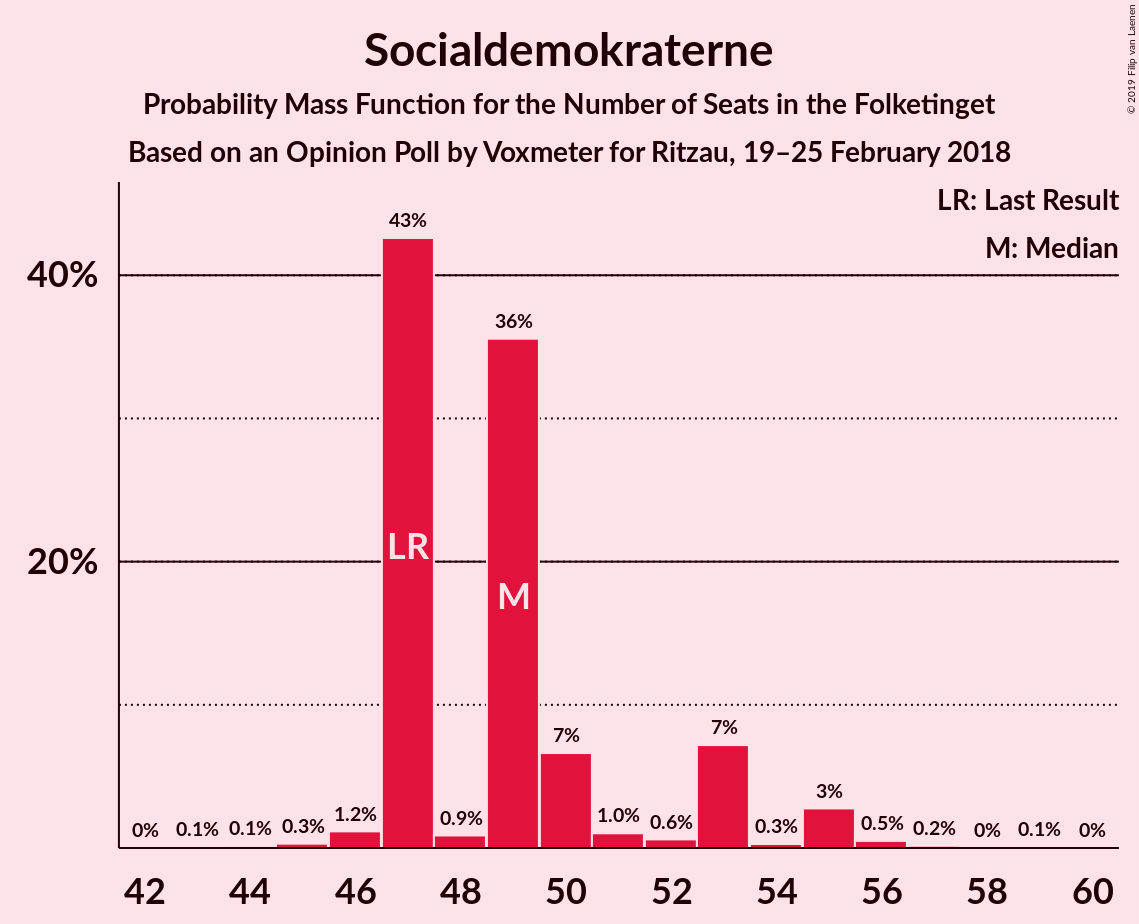 Socialdemokraterne
Probability Mass Function for the Number of Seats in the Folketinget
Based on an Opinion Poll by Voxmeter for Ritzau, 19–25 February 2018
© 2019 Filip van Laenen
LR: Last Result
M: Median
40%
20%
0%
0.1%
0.1%
0.3%
1.2%
43%
0.9%
36%
7%
1.0%
0.6%
7%
0.3%
3%
0.5%
0.2%
0%
0.1%
0%
LR
M
42 44 46 48 50 52 54 56 58 60